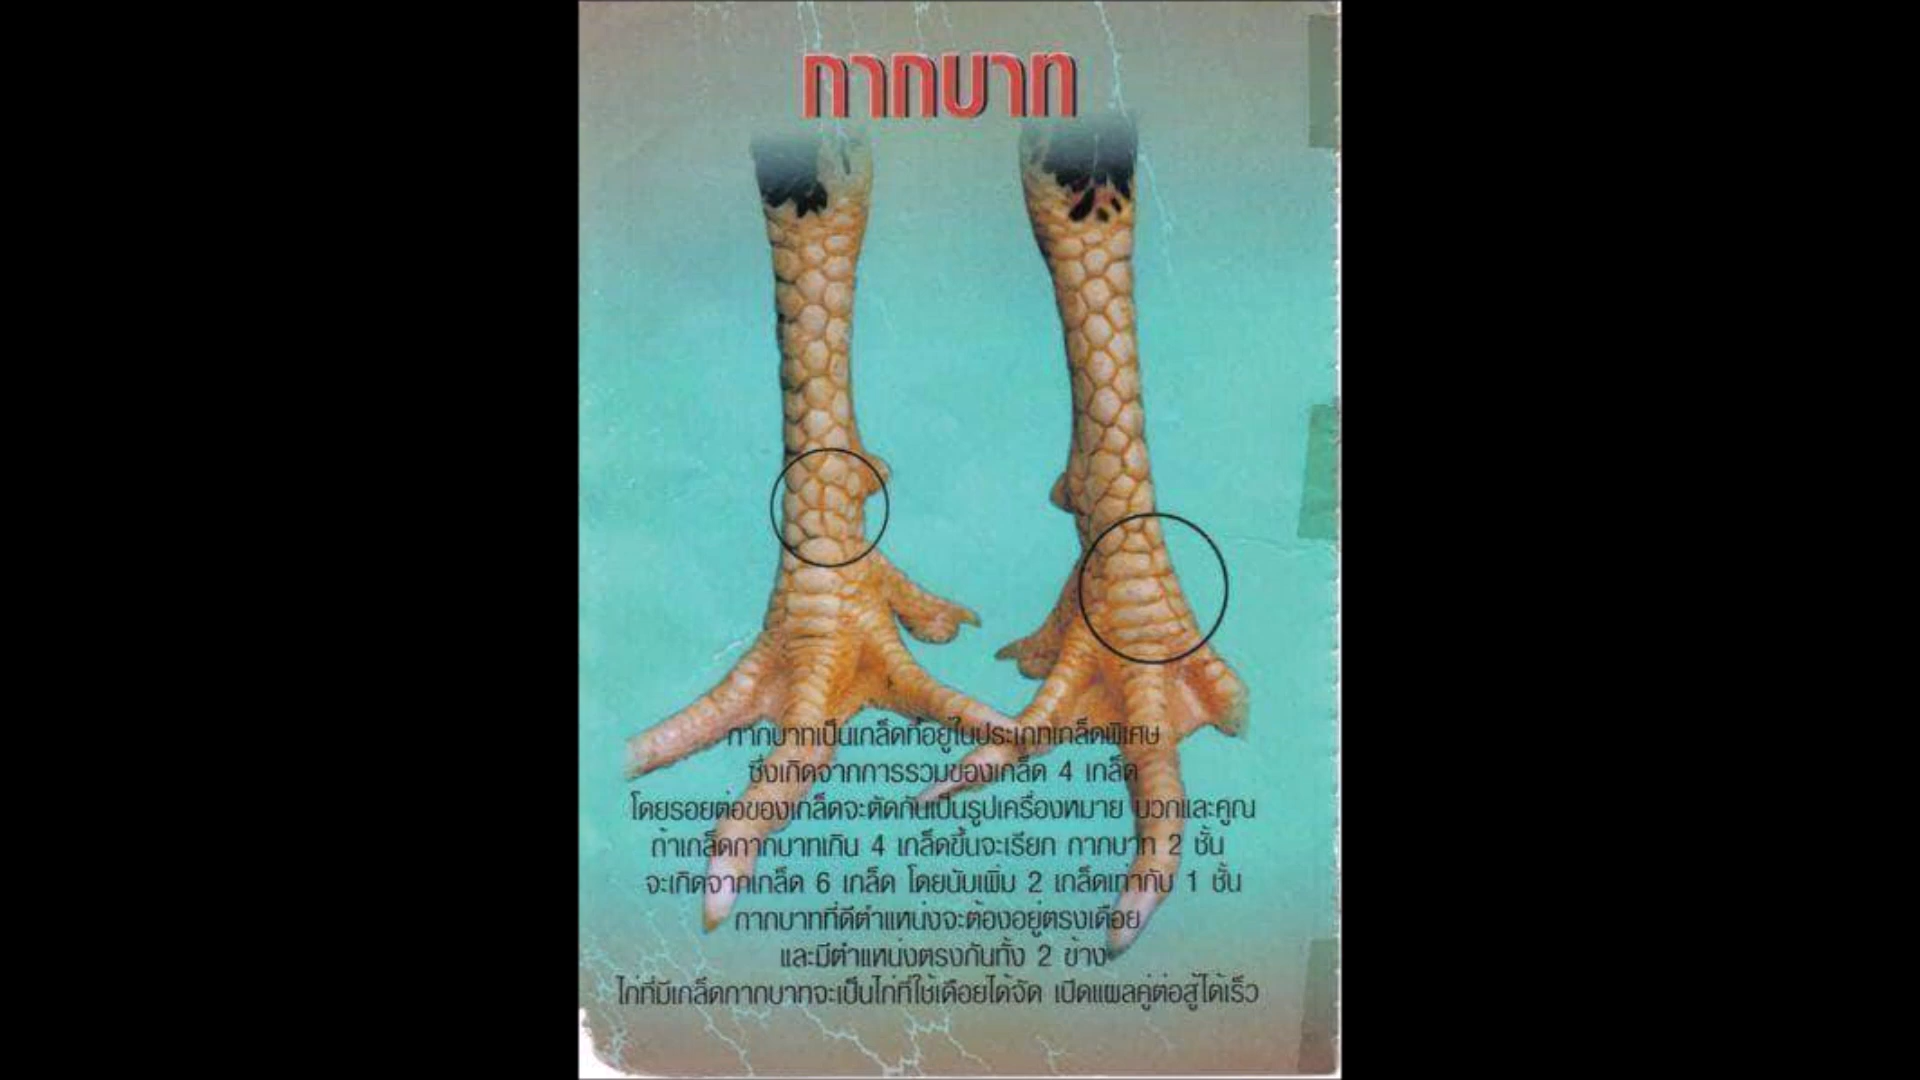 กากบาท
กากบาทเป็นเกล็ดที่อยู่ในประเภทเกล็ดพิเศษ
ซึ่งเกิดจากการรวมของเกล็ด 4 เกล็ด
โดยรอยต่อของเกล็ดจะตัดกันเป็นรูปเครื่องหมาย บวกและคูณ
ถ้าเกล็ดกากบาทเกิน 4 เกล็ดขึ้นจะเรียก กากบาท 2 ชั้น
จะเกิดจากเกล็ด 6 เกล็ด โดยนับเพิ่ม 2 เกล็ดเท่ากับ 1 ชั้น
กากบาทที่ดีตำแหน่งจะต้องอยู่ตรงเดือย
และมีตำแหน่งตรงกันทั้ง 2 ข้าง
ไก่ที่มีเกล็ดกากบาทจะเป็นไก่ที่ใช้เดือยได้จัด เปิดแผลคู่ต่อสู้ได้เร็ว